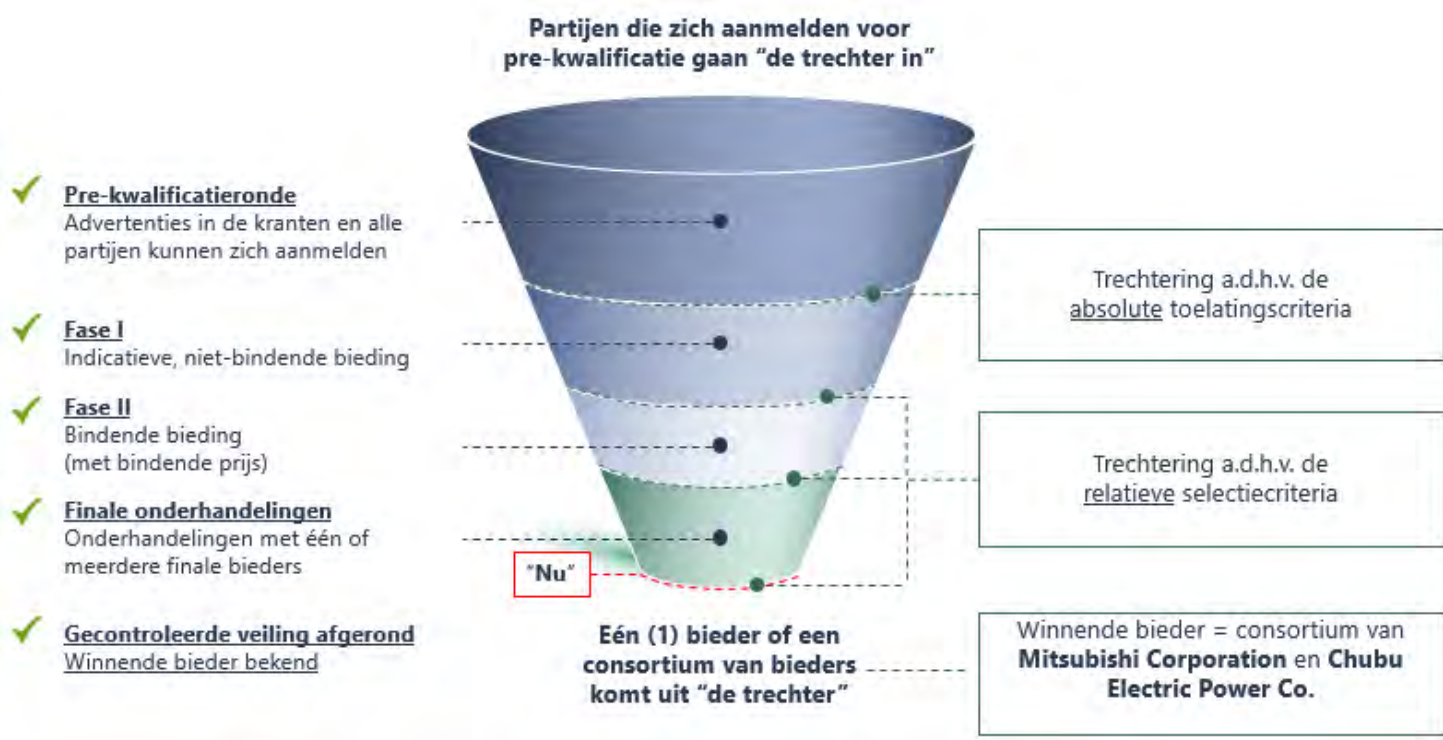 Partijen die zich aanmelden voor
pre-kwalificatie gaan “de trechter in”
Pre-kwalificatieronde
Advertenties in de kranten en alle
partijen kunnen zich aanmelden
Fase I
Indicatieve, niet-bindende bieding
Fase II
Bindende bieding
(met bindende prijs)
Finale onderhandelingen
Onderhandelingen met één of
meerdere finale bieders
Gecontroleerde veiling afgerond
Winnende bieder bekend
"Nu"
Eén (1) bieder of een
consortium van bieders
komt uit “de trechter”
Trechtering a.d.h.v. de
absolute toelatingscriteria
Trechtering a.d.h.v. de
relatieve selectiecriteria
Winnende bieder = consortium van
Mitsubishi Corporation en Chubu
Electric Power Co.